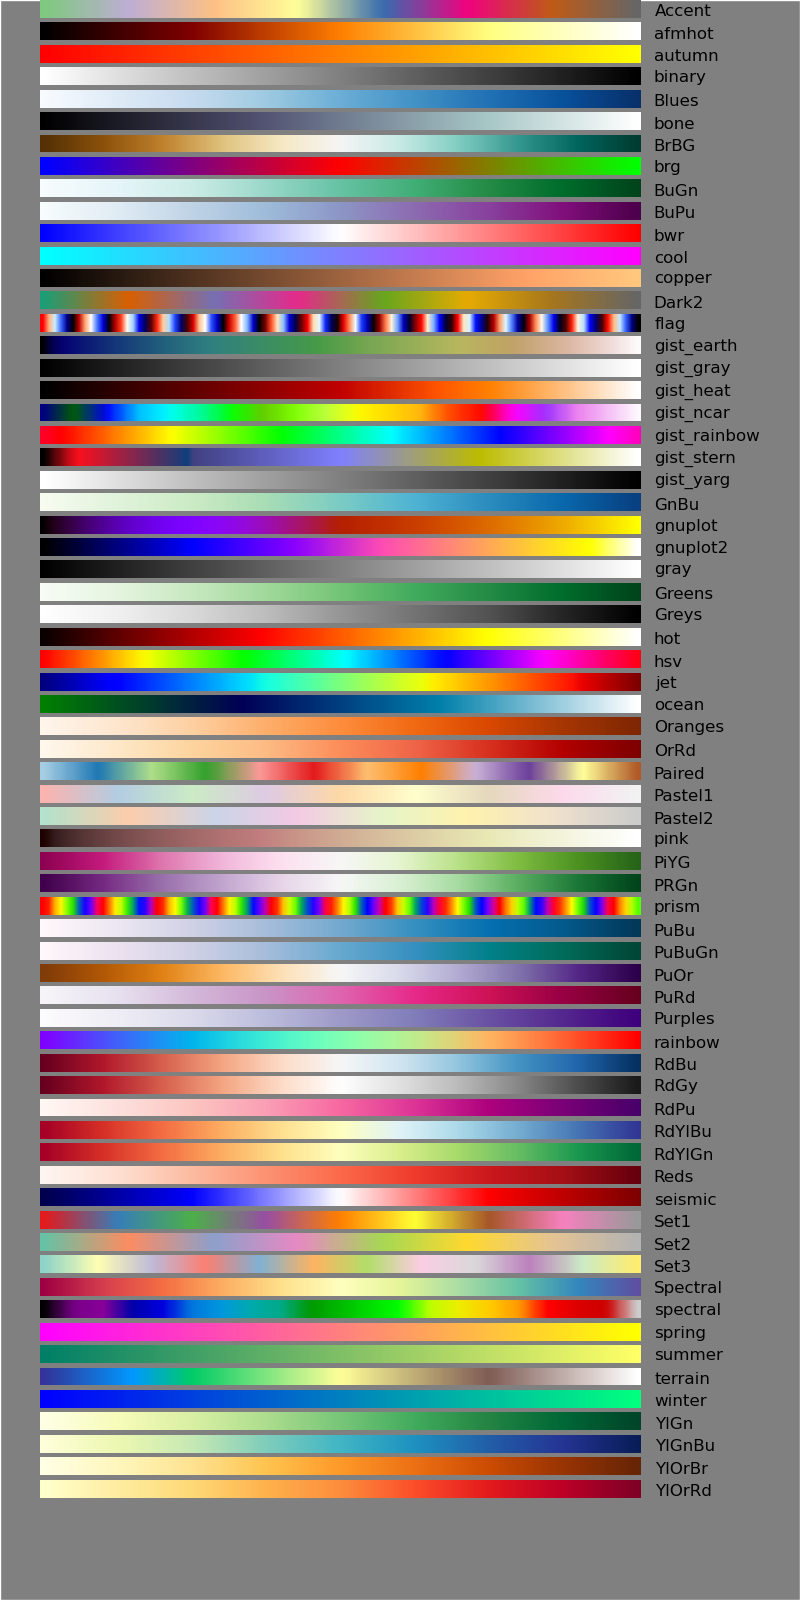 Accent
afmhot
autumn
binary
Blues
bone
BrBG
brg
BuGn
BuPu
bwr
cool
copper
Dark2
flag
gist_earth
gist_gray
gist_heat
gist_ncar
gist_rainbow
gist_stern
gist_yarg
GnBu
gnuplot
gnuplot2
gray
Greens
Greys
hot
hsv
jet
ocean
Oranges
OrRd
Paired
Pastel1
Pastel2
pink
PiYG
PRGn
prism
PuBu
PuBuGn
PuOr
PuRd
Purples
rainbow
RdBu
RdGy
RdPu
RdYlBu
RdYlGn
Reds
seismic
Set1
Set2
Set3
Spectral
spectral
spring
summer
terrain
winter
YlGn
YlGnBu
YlOrBr
YlOrRd